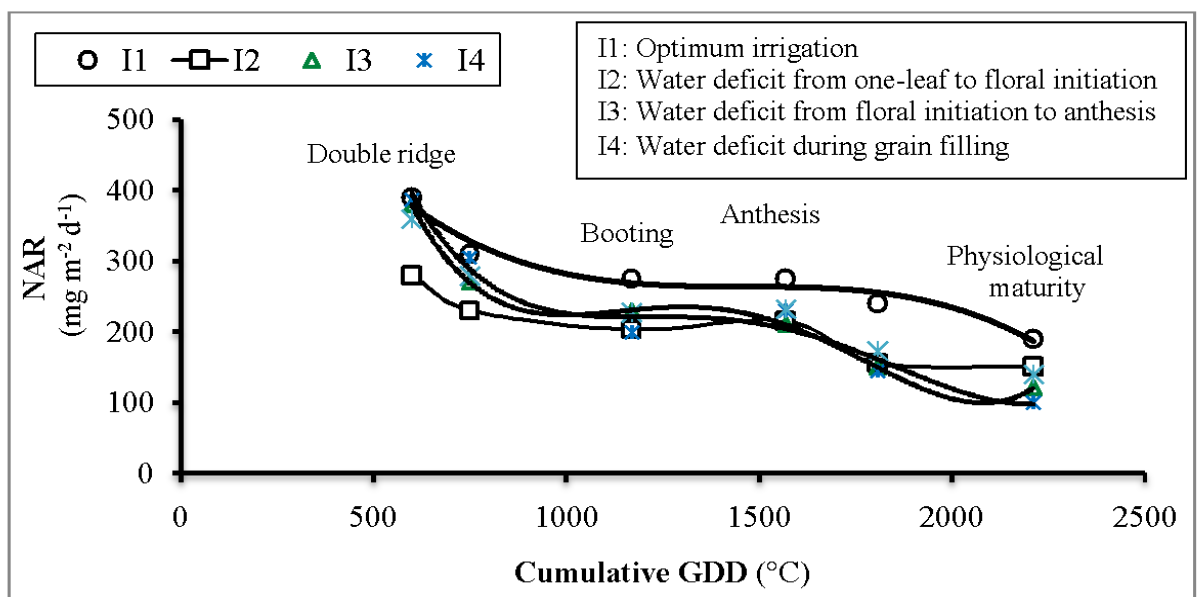 I1 I2 I3 I4
I1: Optimum irrigation
I2: Water deficit from one-leaf to floral initiation
I3: Water deficit from floral initiation to anthesis
I4: Water deficit during grain filling
500
400
300
200
100
0
NAR
(mg m⁻² d⁻¹)
Double ridge
Booting
Anthesis
Physiological
maturity
0 500 1000 1500 2000 2500
Cumulative GDD (°C)